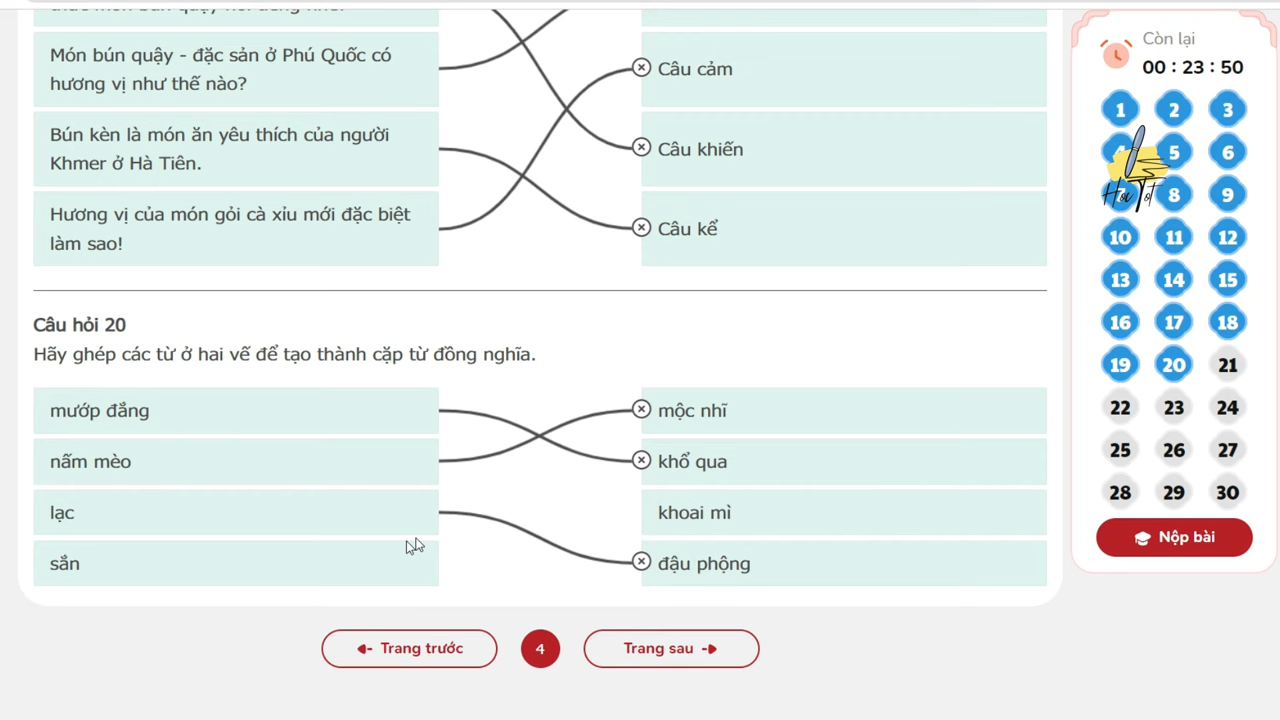 Món bún quậy - đặc sản ở Phú Quốc có
hương vị như thế nào?
Bún kèn là món ăn yêu thích của người
Khmer ở Hà Tiên.
Hương vị của món gỏi cà xỉu mới đặc biệt
làm sao!
Câu cảm
Câu khiến
Câu kể
Câu hỏi 20
Hãy ghép các từ ở hai vế để tạo thành cặp từ đồng nghĩa.
mướp đắng
nấm mèo
lạc
sắn
mộc nhĩ
khổ qua
khoai mì
đậu phộng
Trang trước
4
Trang sau
Còn lại
00 : 23 : 50
1 2 3
4 5 6
7 8 9
10 11 12
13 14 15
16 17 18
19 20 21
22 23 24
25 26 27
28 29 30
Nộp bài